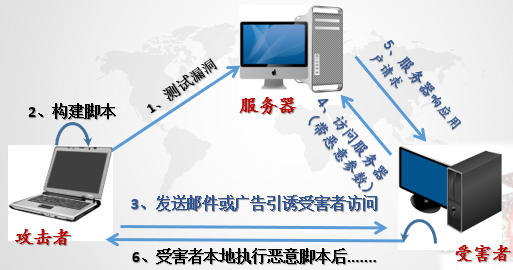 1、测试漏洞
服务器
5、服务器响应用
户请求
2、构建脚本
4、访问服务器
(带恶意参数)
3、发送邮件或广告引诱受害者访问
攻击者
受害者
6、受害者本地执行恶意脚本后.......